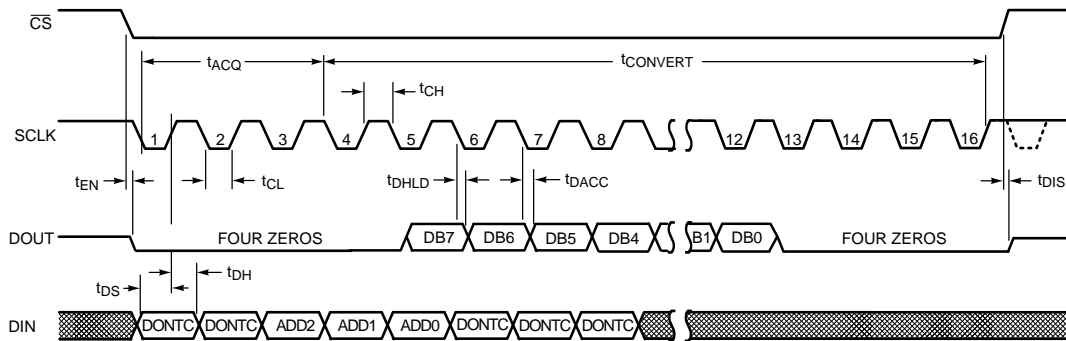 CS
tACQ
tCONVERT
tCH
SCLK
1 2 3 4 5 6 7 8 12 13 14 15 16
tEN
tCL
tDHLD
tDACC
tDIS
DOUT
FOUR ZEROS
DB7 DB6 DB5 DB4 B1 DB0
FOUR ZEROS
tDS
tDH
DIN
DONTC DONTC ADD2 ADD1 ADD0 DONTC DONTC DONTC